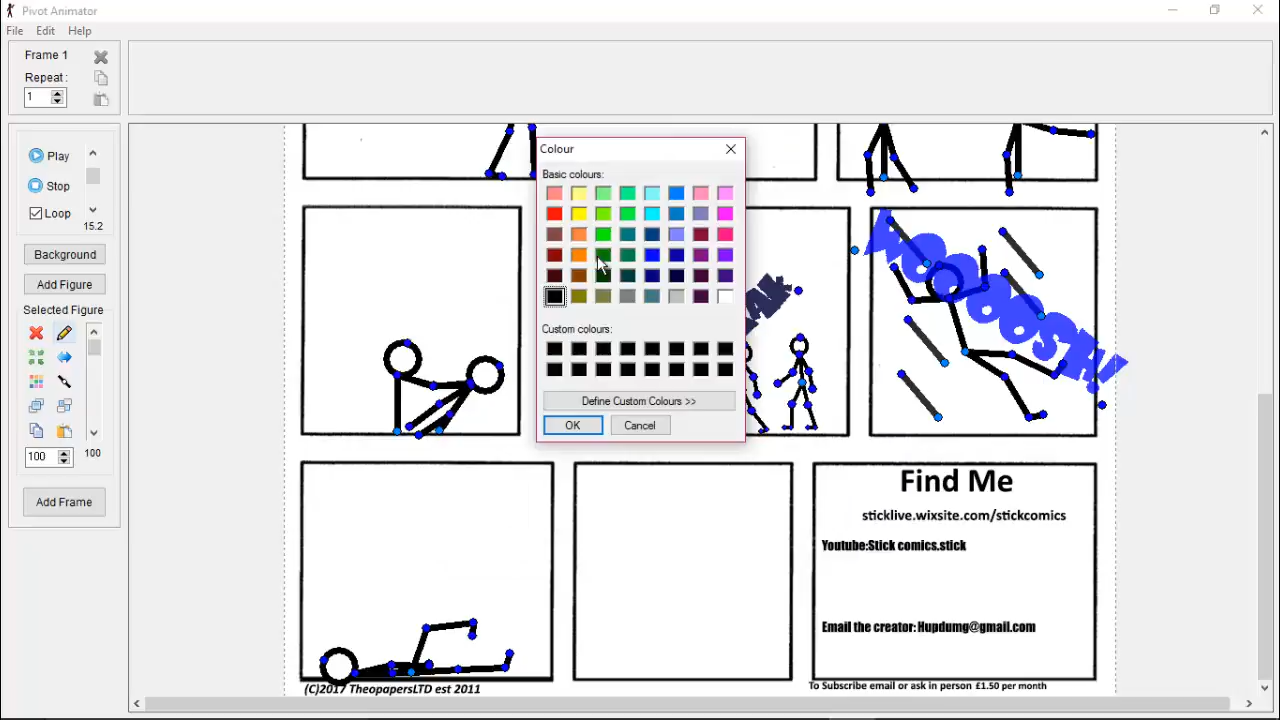 Pivot Animator
File Edit Help
Frame 1
Repeat:
1
Play
Stop
Loop
15.2
Background
Add Figure
Selected Figure
100 100
Add Frame
Colour
Basic colours:
Custom colours:
Define Custom Colours >>
OK Cancel
Find Me
sticklive.wixsite.com/stickcomics
Youtube:Stick comics.stick
Email the creator: Hupdumg@gmail.com
(C)2017 TheopapersLTD est 2011
To Subscribe email or ask in person £1.50 per month